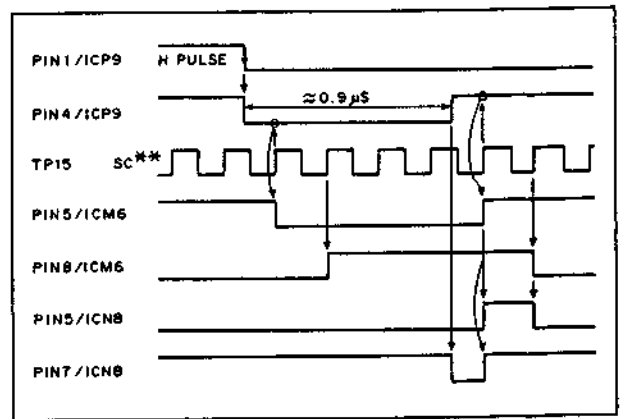 PIN1/ICP9 H PULSE
PIN4/ICP9 ≈0.9µS
TP15 SC**
PIN5/ICM6
PIN8/ICM6
PIN5/ICN8
PIN7/ICN8